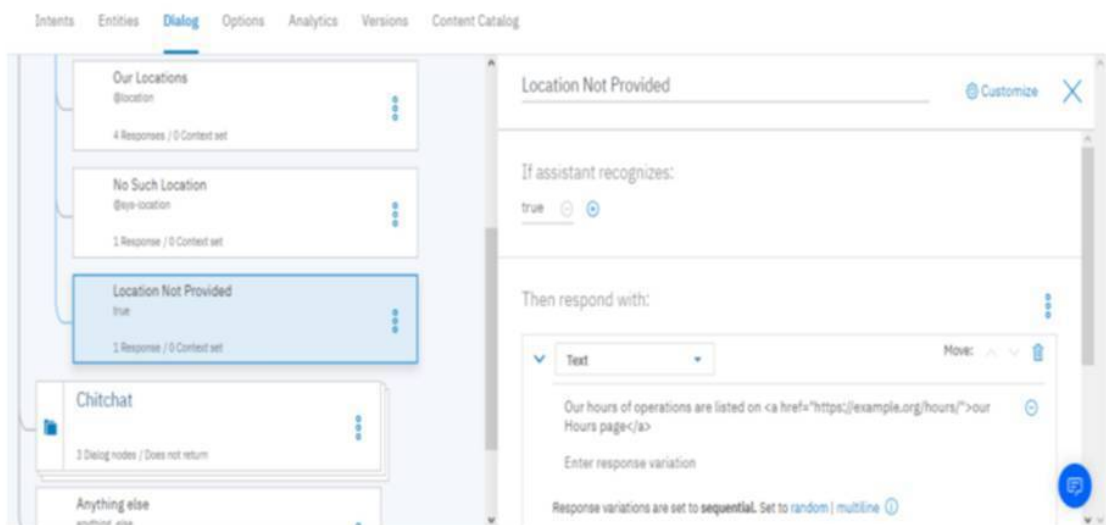 Intents Entities Dialog Options Analytics Versions Content Catalog
Our Locations
@location
4 Responses / 0 Context set
No Such Location
@sys-location
1 Response / 0 Context set
Location Not Provided
true
1 Response / 0 Context set
Chitchat
3 Dialog nodes / Does not return
Anything else
anything_else
Location Not Provided
Customize
If assistant recognizes:
true
Then respond with:
Text
Move:
Our hours of operations are listed on <a href="https://example.org/hours/">our
Hours page</a>
Enter response variation
Response variations are set to sequential. Set to random | multiline